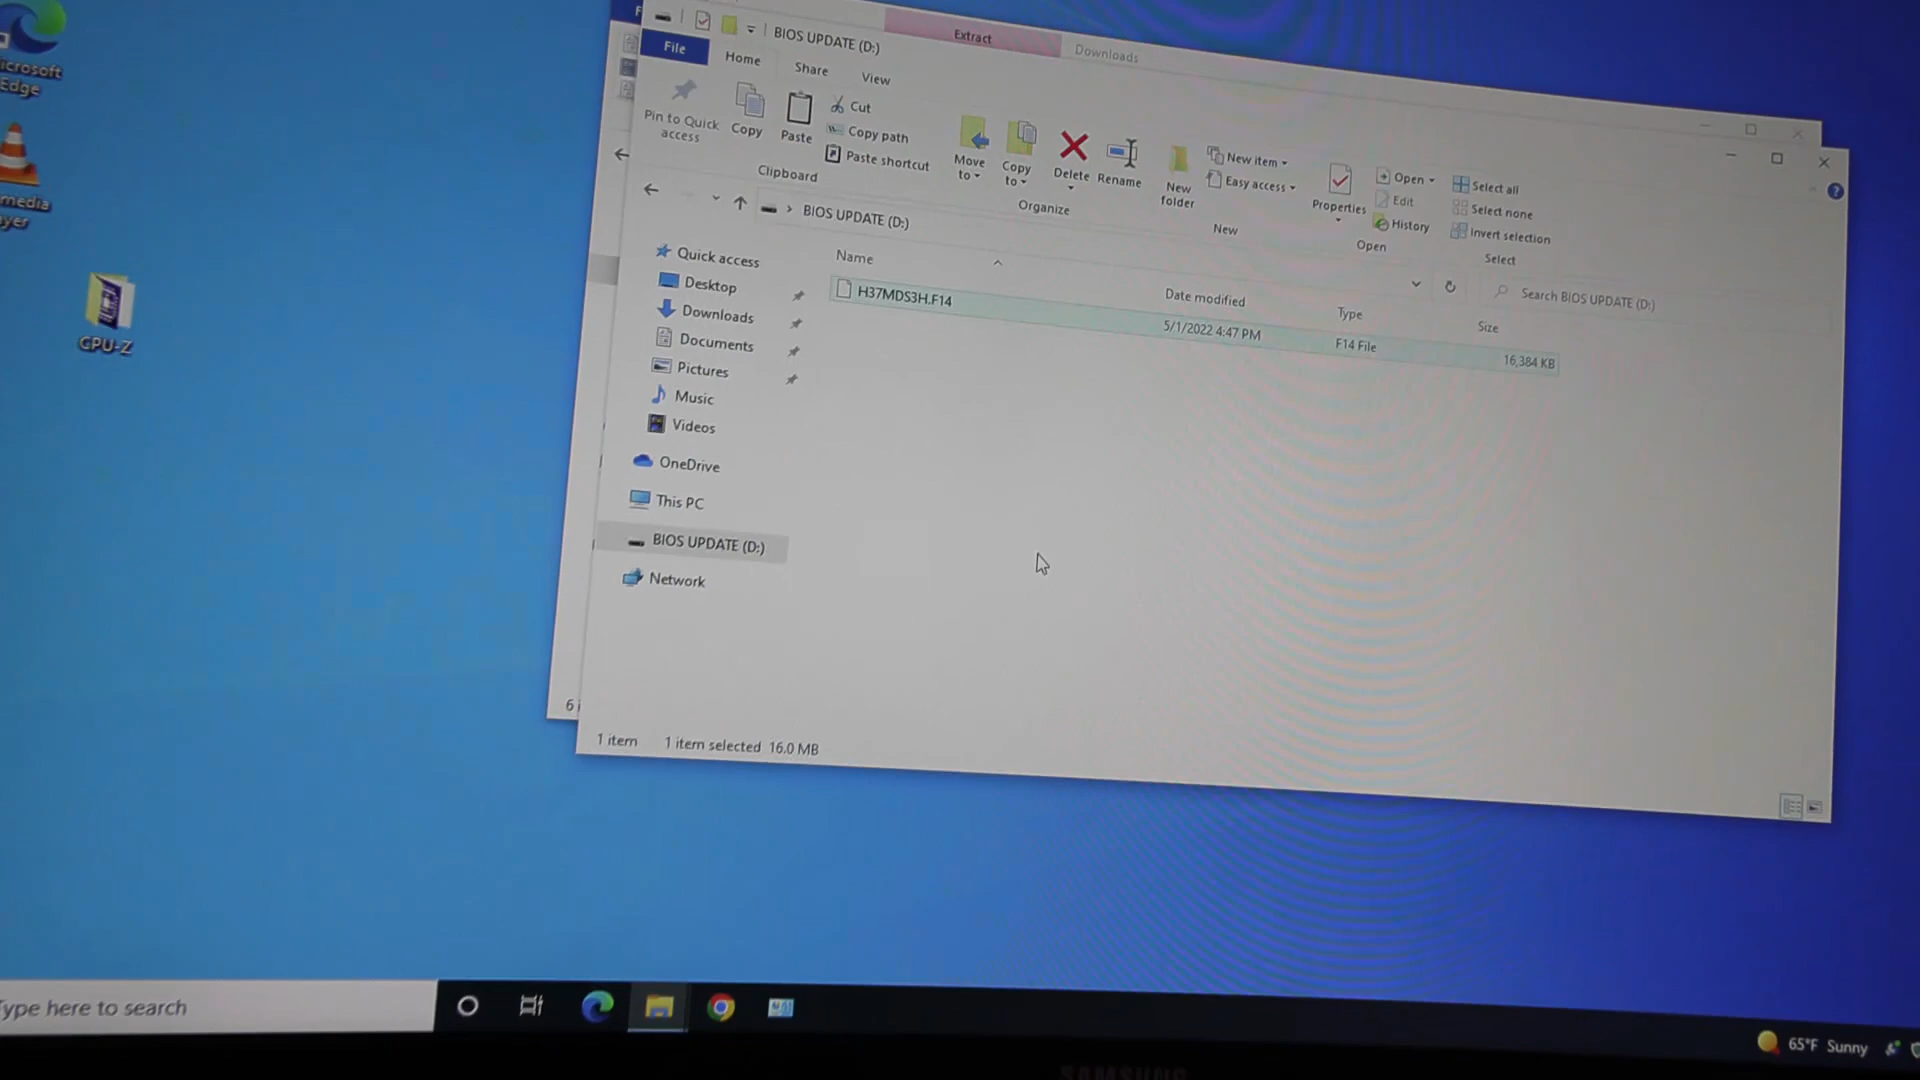 Microsoft
Edge
media
CPU-Z
BIOS UPDATE (D:)
Extract
Downloads
File
Home
Share
View
Pin to Quick
access
Copy
Paste
Cut
Copy path
Paste shortcut
Clipboard
Move
to
Copy
to
Delete
Rename
Organize
New
folder
New item
Easy access
New
Properties
Open
Edit
History
Open
Select all
Select none
Invert selection
Select
BIOS UPDATE (D:)
Search BIOS UPDATE (D:)
Quick access
Desktop
Downloads
Documents
Pictures
Music
Videos
OneDrive
This PC
BIOS UPDATE (D:)
Network
Name
Date modified
Type
Size
H37MDS3H.F14
5/1/2022 4:47 PM
F14 File
16,384 KB
6
1 item
1 item selected 16.0 MB
Type here to search
65°F Sunny
SAMSUNG